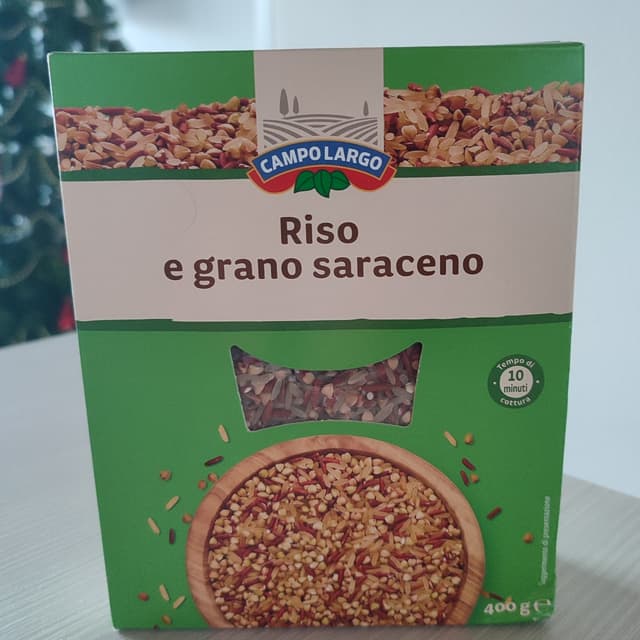 CAMPO LARGO
Riso
e grano saraceno
Tempo di
10
minuti
cottura
Suggerimento di presentazione
400 g ℮